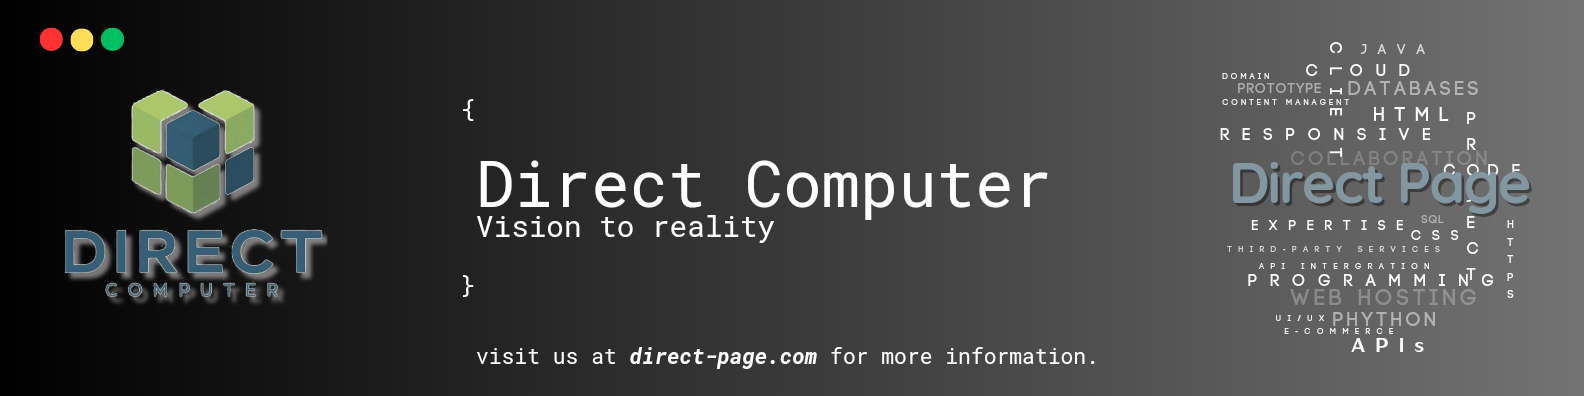 DIRECT
COMPUTER
{
Direct Computer
Vision to reality
}
visit us at direct-page.com for more information.
JAVA
CLIENT
CLOUD
DOMAIN
PROTOTYPE
DATABASES
CONTENT MANAGENT
HTML
PROJECT
RESPONSIVE
COLLABORATION
CODE
Direct Page
SQL
EXPERTISE
CSS
HTTPS
THIRD-PARTY SERVICES
API INTERGRATION
PROGRAMMING
WEB HOSTING
UI/UX
PHYTHON
E-COMMERCE
APIs